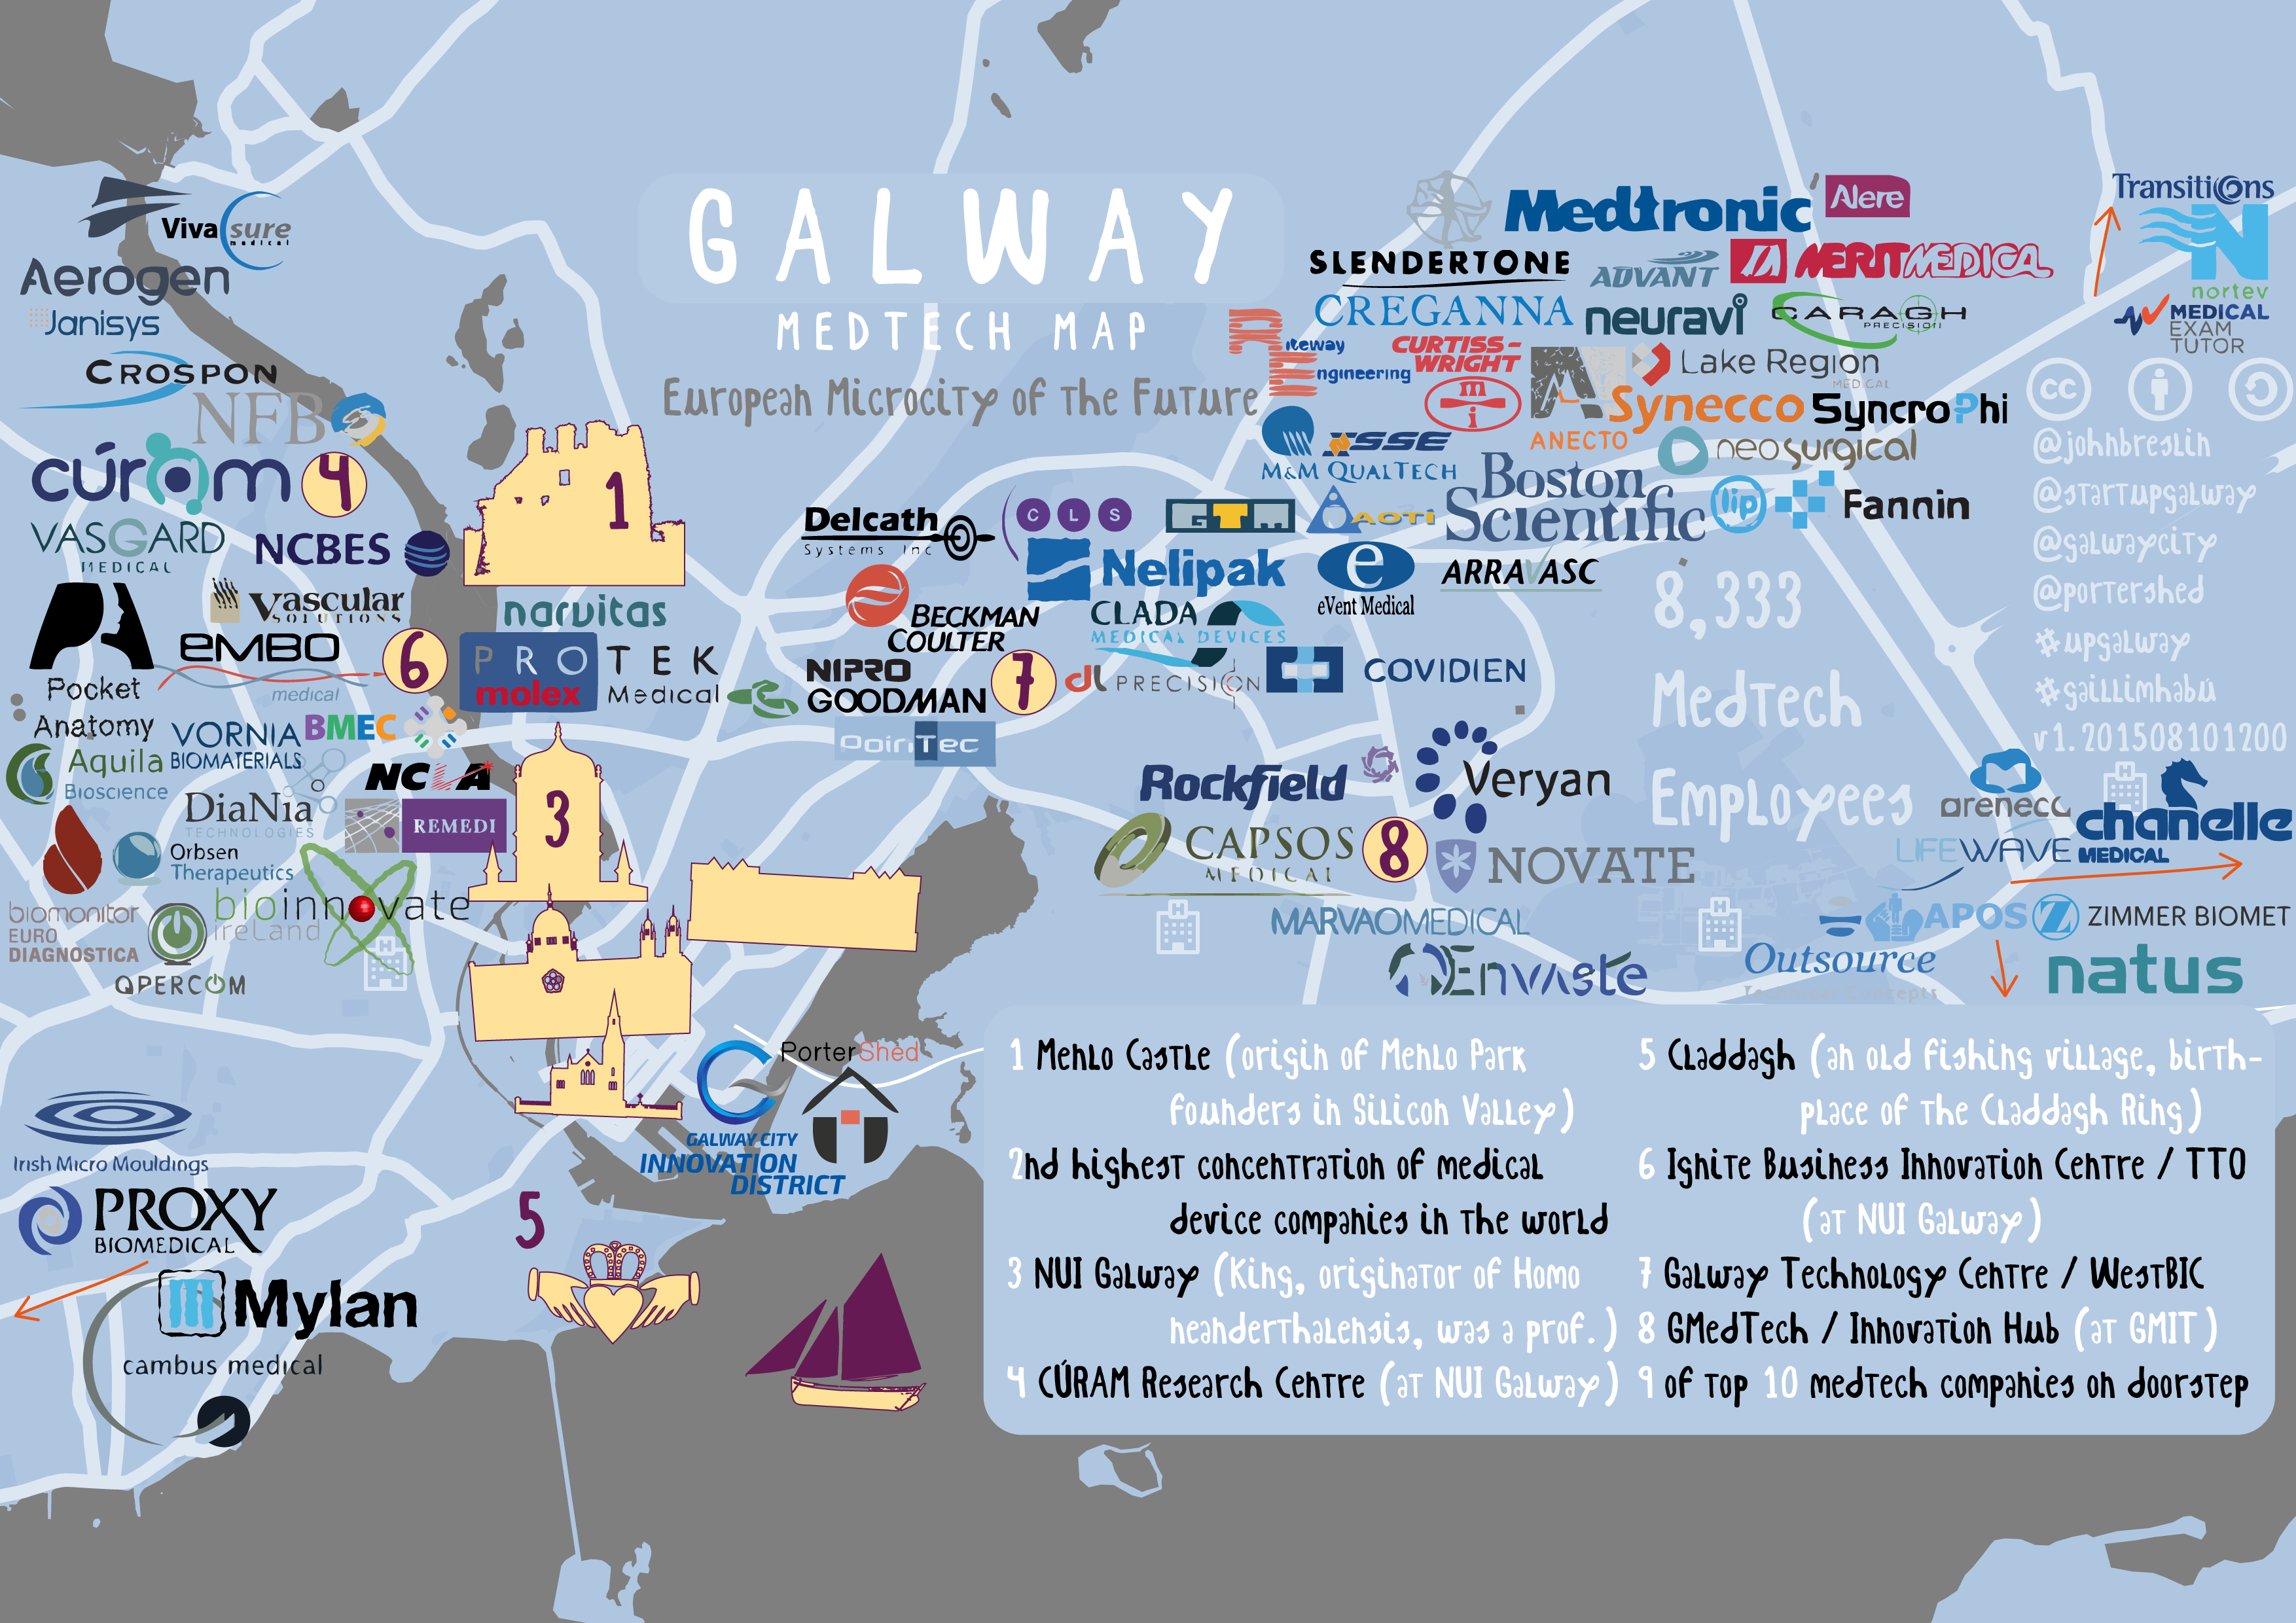 GALWAY
MEDTECH MAP
European Microcity of the Future
Vivasure
medical
Aerogen
Janisys
CROSPON
NFB
cúram
4
VASGARD
MEDICAL
NCBES
Vascular
SOLUTIONS
Pocket
Anatomy
embo
medical
6
VORNIA
BIOMATERIALS
BMEC
Aquila
Bioscience
NCLA
DiaNia
TECHNOLOGIES
REMEDI
Orbsen
Therapeutics
biomonitor
EURO
DIAGNOSTICA
bioinnovate
ireland
QPERCOM
1
narvitas
PROTEK
molex
Medical
3
Delcath
Systems Inc
CLS
GTM
AOTI
Nelipak
eVent Medical
ARRAVASC
BECKMAN
COULTER
CLADA
MEDICAL DEVICES
NIPRO
GOODMAN
7
dl PRECISION
COVIDIEN
PoinTec
Medtronic
Alere
SLENDERTONE
ADVANT
MERIT MEDICAL
CREGANNA
neuravi
CARAGH
PRECISION
Riteway
Engineering
CURTISS-
WRIGHT
mi
Lake Region
MEDICAL
ANECTO
Synecco
SyncroPhi
SSE
M&M QUALTECH
neosurgical
Boston
Scientific
lip
Fannin
Transitions
N
nortev
MEDICAL
EXAM
TUTOR
cc
@johnbreslin
@startupgalway
@galwaycity
@portershed
#upgalway
#gaillimhabú
v1.201508101200
8,333
MedTech
Employees
Rockfield
Veryan
CAPSOS
MEDICAL
8
NOVATE
MARVAOMEDICAL
Envaste
arenecc
chanelle
MEDICAL
LIFEWAVE
APOS
ZIMMER BIOMET
Outsource
Technical Concepts
natus
PorterShed
GALWAY CITY
INNOVATION
DISTRICT
5
Irish Micro Mouldings
PROXY
BIOMEDICAL
Mylan
cambus medical
1 Menlo Castle (origin of Menlo Park
founders in Silicon Valley)
2nd highest concentration of medical
device companies in the world
3 NUI Galway (King, originator of Homo
neanderthalensis, was a prof.)
4 CÚRAM Research Centre (at NUI Galway)
5 Claddagh (an old fishing village, birth-
place of the Claddagh Ring)
6 Ignite Business Innovation Centre / TTO
(at NUI Galway)
7 Galway Technology Centre / WestBIC
8 GMedTech / Innovation Hub (at GMIT)
9 of top 10 medtech companies on doorstep